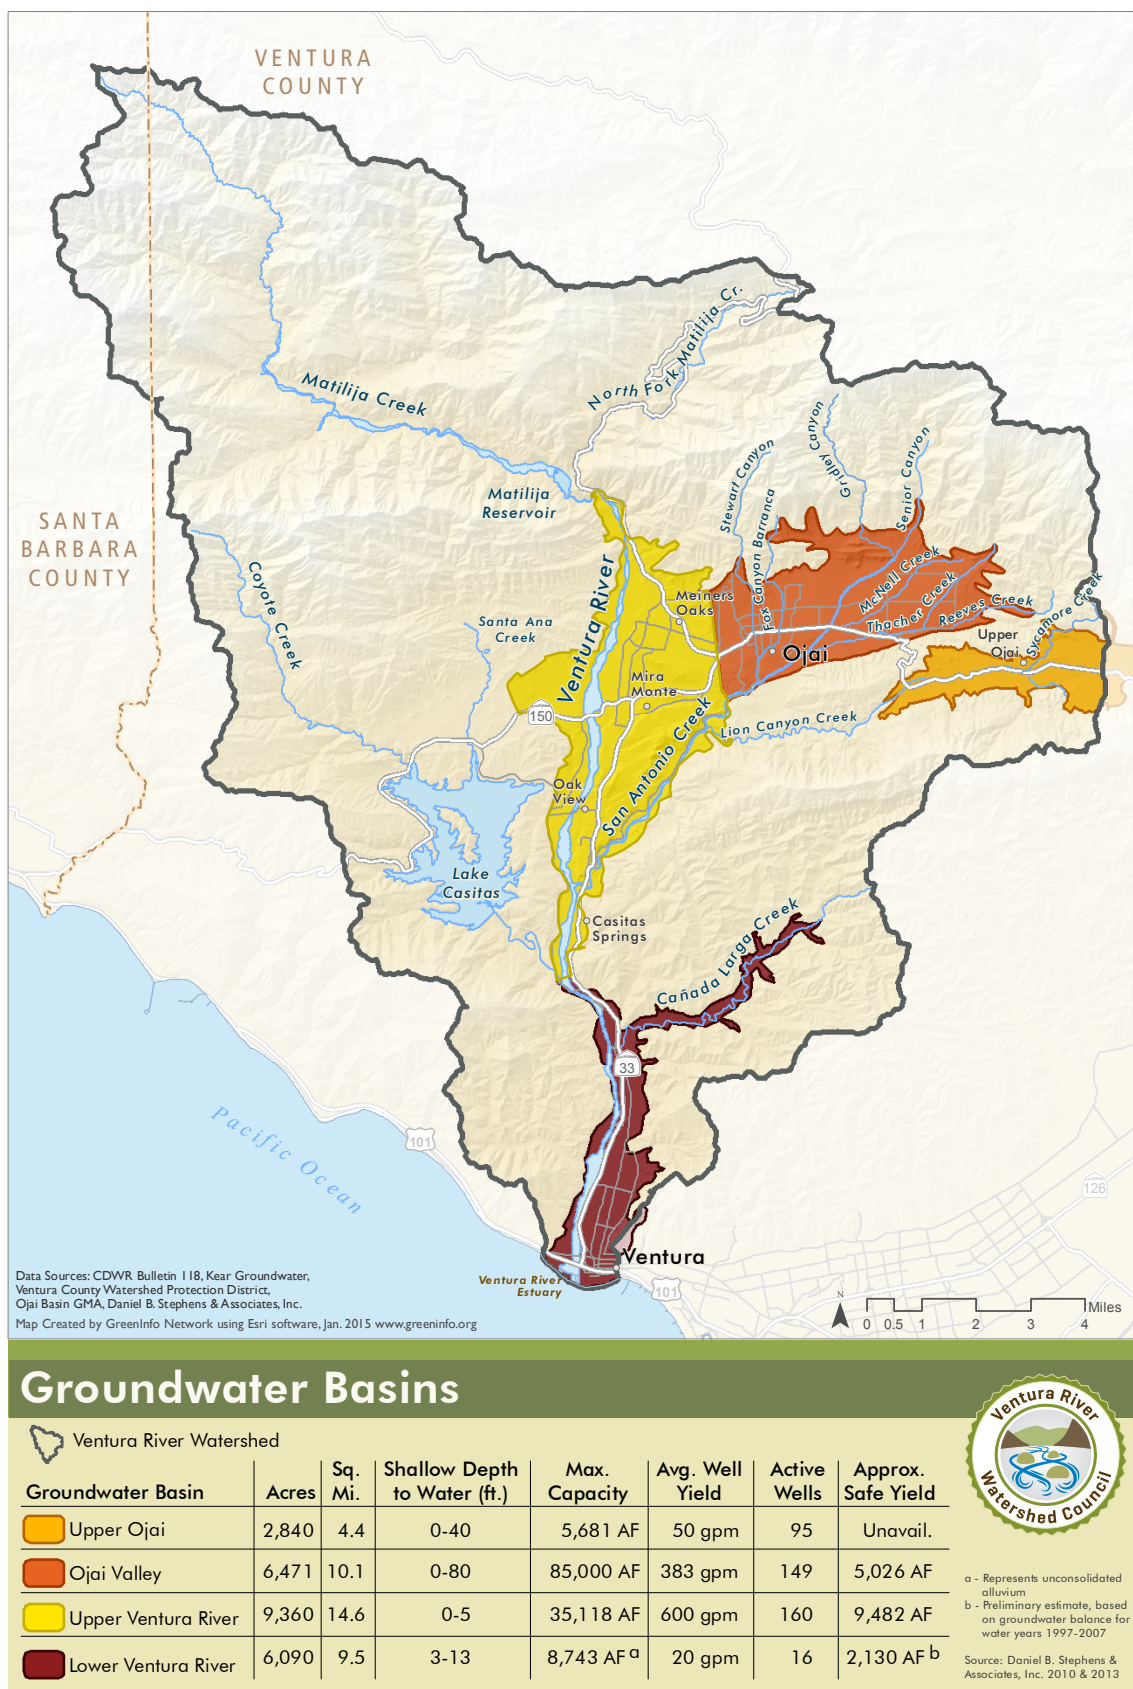 VENTURA
COUNTY
North Fork Matilija Cr.
Matilija Creek
Gridley Canyon
Senior Canyon
Stewart Canyon
Fox Canyon Barranca
Matilija
Reservoir
SANTA
BARBARA
COUNTY
Coyote Creek
Ventura River
McNell Creek
Thacher Creek
Reeves Creek
Sycamore Creek
Meiners
Oaks
Santa Ana
Creek
Upper
Ojai
Ojai
Mira
Monte
CALIFORNIA
150
San Antonio Creek
Lion Canyon Creek
Oak
View
Lake
Casitas
Casitas
Springs
Cañada Larga Creek
CALIFORNIA
33
Pacific Ocean
101
126
Ventura
Ventura River
Estuary
101
Data Sources: CDWR Bulletin 118, Kear Groundwater,
Ventura County Watershed Protection District,
Ojai Basin GMA, Daniel B. Stephens & Associates, Inc.
Map Created by GreenInfo Network using Esri software, Jan. 2015 www.greeninfo.org
N
Miles
0 0.5 1 2 3 4
Groundwater Basins
Ventura River
Watershed Council
Ventura River Watershed
Groundwater Basin Acres Sq. Mi. Shallow Depth to Water (ft.) Max. Capacity Avg. Well Yield Active Wells Approx. Safe Yield
Upper Ojai 2,840 4.4 0-40 5,681 AF 50 gpm 95 Unavail.
Ojai Valley 6,471 10.1 0-80 85,000 AF 383 gpm 149 5,026 AF
Upper Ventura River 9,360 14.6 0-5 35,118 AF 600 gpm 160 9,482 AF
Lower Ventura River 6,090 9.5 3-13 8,743 AF a 20 gpm 16 2,130 AF b
a - Represents unconsolidated
alluvium
b - Preliminary estimate, based
on groundwater balance for
water years 1997-2007
Source: Daniel B. Stephens &
Associates, Inc. 2010 & 2013